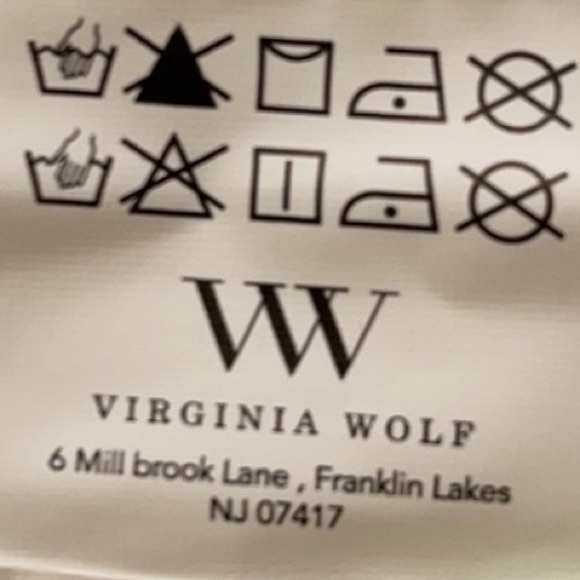 VW
VIRGINIA WOLF
6 Mill brook Lane , Franklin Lakes
NJ 07417